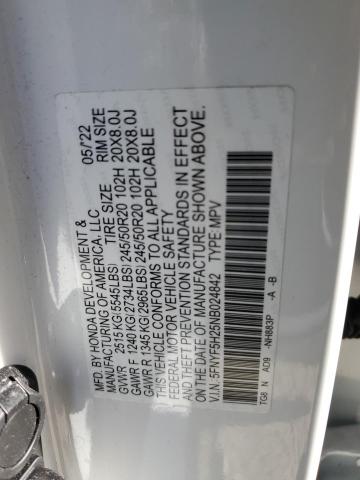 MFD. BY HONDA DEVELOPMENT & 05/22
MANUFACTURING OF AMERICA, LLC
GVWR 2515 KG(5545LBS) TIRE SIZE RIM SIZE
GAWR F 1240 KG(2734LBS) 245/50R20 102H 20X8.0J
GAWR R 1345 KG(2965LBS) 245/50R20 102H 20X8.0J
THIS VEHICLE CONFORMS TO ALL APPLICABLE
FEDERAL MOTOR VEHICLE SAFETY
AND THEFT PREVENTION STANDARDS IN EFFECT
ON THE DATE OF MANUFACTURE SHOWN ABOVE.
V.I.N. 5FNYF5H25NB024842 TYPE: MPV
TG8 N A09 -NH883P -A -B